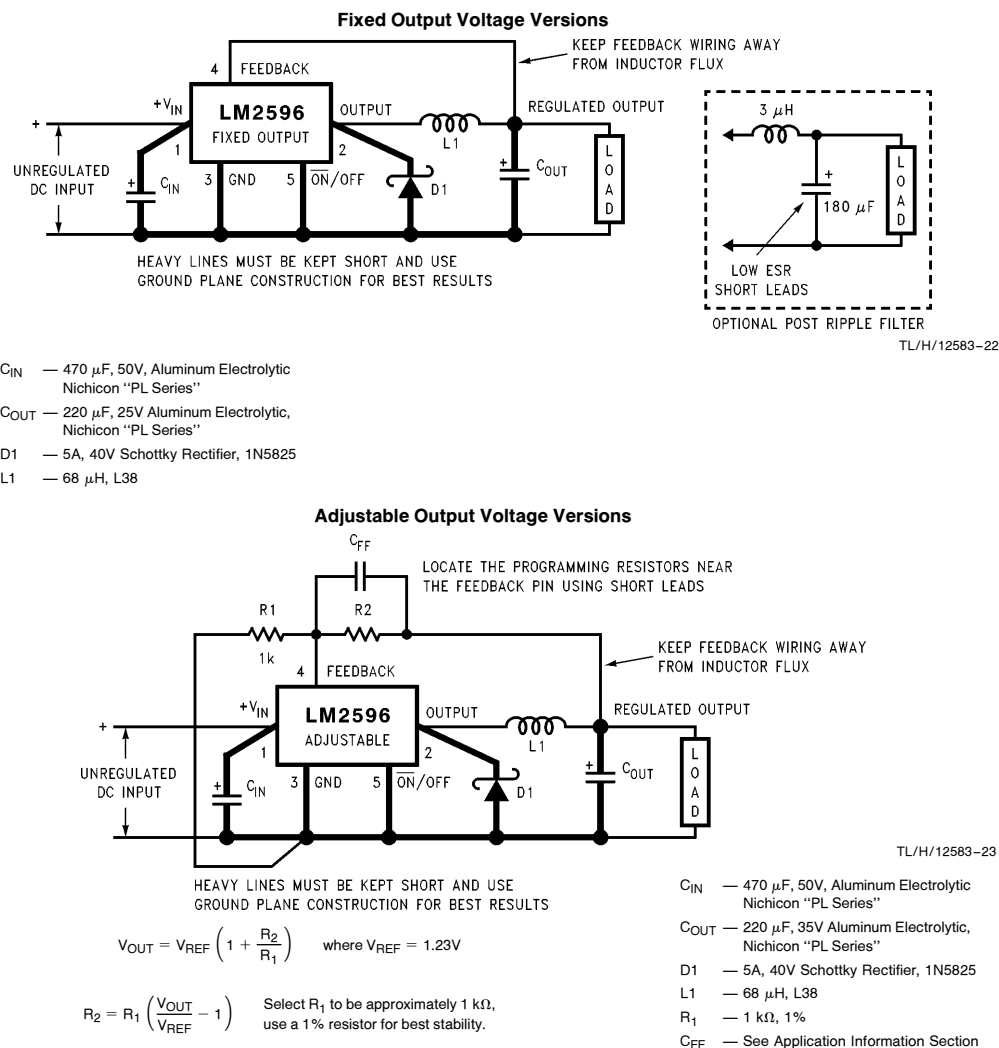 Fixed Output Voltage Versions
KEEP FEEDBACK WIRING AWAY
FROM INDUCTOR FLUX
4 FEEDBACK
+VIN
LM2596
FIXED OUTPUT
OUTPUT
REGULATED OUTPUT
3 μH
+
1
2
L1
UNREGULATED
DC INPUT
+
CIN
3 GND
5 O̅N̅/OFF
D1
+
COUT
LOAD
+
180 μF
LOAD
HEAVY LINES MUST BE KEPT SHORT AND USE
GROUND PLANE CONSTRUCTION FOR BEST RESULTS
LOW ESR
SHORT LEADS
OPTIONAL POST RIPPLE FILTER
TL/H/12583–22
CIN — 470 μF, 50V, Aluminum Electrolytic
Nichicon ‘‘PL Series’’
COUT — 220 μF, 25V Aluminum Electrolytic,
Nichicon ‘‘PL Series’’
D1 — 5A, 40V Schottky Rectifier, 1N5825
L1 — 68 μH, L38
Adjustable Output Voltage Versions
CFF
LOCATE THE PROGRAMMING RESISTORS NEAR
THE FEEDBACK PIN USING SHORT LEADS
R1
R2
1k
KEEP FEEDBACK WIRING AWAY
FROM INDUCTOR FLUX
4 FEEDBACK
+VIN
LM2596
ADJUSTABLE
OUTPUT
REGULATED OUTPUT
+
1
2
L1
UNREGULATED
DC INPUT
+
CIN
3 GND
5 O̅N̅/OFF
D1
+
COUT
LOAD
TL/H/12583–23
HEAVY LINES MUST BE KEPT SHORT AND USE
GROUND PLANE CONSTRUCTION FOR BEST RESULTS
VOUT = VREF (1 + R2/R1) where VREF = 1.23V
R2 = R1 (VOUT/VREF − 1) Select R1 to be approximately 1 kΩ,
use a 1% resistor for best stability.
CIN — 470 μF, 50V, Aluminum Electrolytic
Nichicon ‘‘PL Series’’
COUT — 220 μF, 35V Aluminum Electrolytic,
Nichicon ‘‘PL Series’’
D1 — 5A, 40V Schottky Rectifier, 1N5825
L1 — 68 μH, L38
R1 — 1 kΩ, 1%
CFF — See Application Information Section